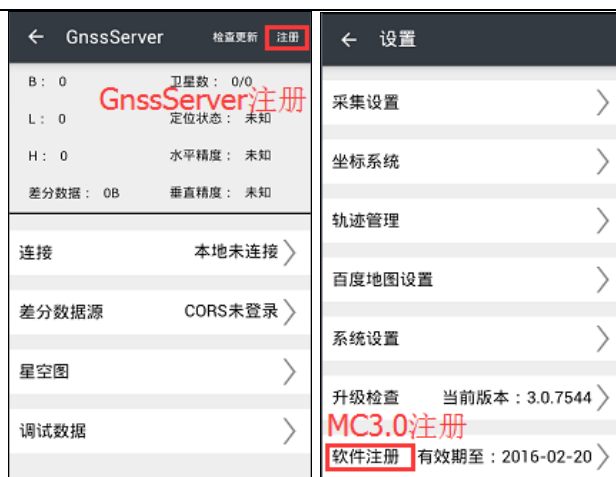 GnssServer 检查更新 注册
B： 0 卫星数： 0/0
GnssServer注册
L： 0 定位状态： 未知
H： 0 水平精度： 未知
差分数据： 0B 垂直精度： 未知
连接 本地未连接
差分数据源 CORS未登录
星空图
调试数据
设置
采集设置
坐标系统
轨迹管理
百度地图设置
系统设置
升级检查 当前版本：3.0.7544
MC3.0注册
软件注册 有效期至：2016-02-20